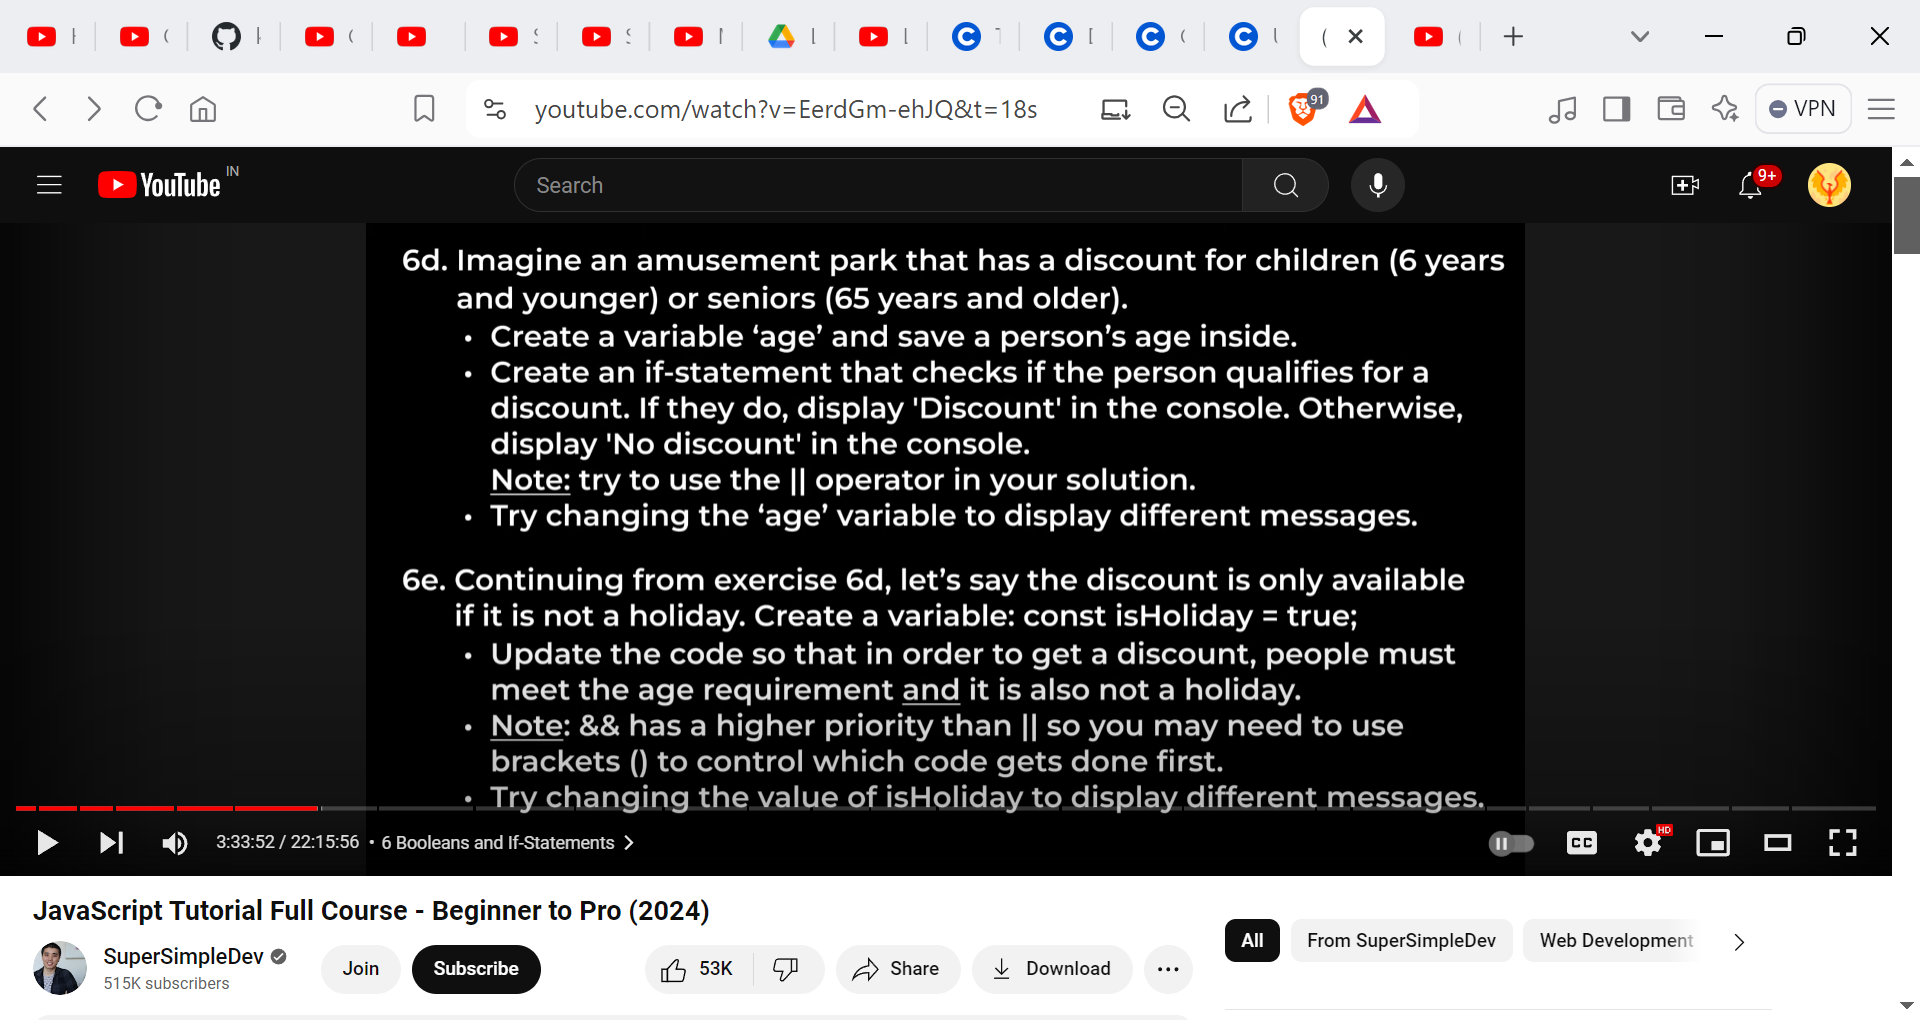 youtube.com/watch?v=EerdGm-ehJQ&t=18s
91
VPN
YouTube IN
Search
9+
6d. Imagine an amusement park that has a discount for children (6 years
and younger) or seniors (65 years and older).
• Create a variable ‘age’ and save a person’s age inside.
• Create an if-statement that checks if the person qualifies for a
discount. If they do, display 'Discount' in the console. Otherwise,
display 'No discount' in the console.
Note: try to use the || operator in your solution.
• Try changing the ‘age’ variable to display different messages.
6e. Continuing from exercise 6d, let’s say the discount is only available
if it is not a holiday. Create a variable: const isHoliday = true;
• Update the code so that in order to get a discount, people must
meet the age requirement and it is also not a holiday.
• Note: && has a higher priority than || so you may need to use
brackets () to control which code gets done first.
• Try changing the value of isHoliday to display different messages.
3:33:52 / 22:15:56 • 6 Booleans and If-Statements
CC
HD
JavaScript Tutorial Full Course - Beginner to Pro (2024)
SuperSimpleDev
515K subscribers
Join
Subscribe
53K
Share
Download
All
From SuperSimpleDev
Web Development